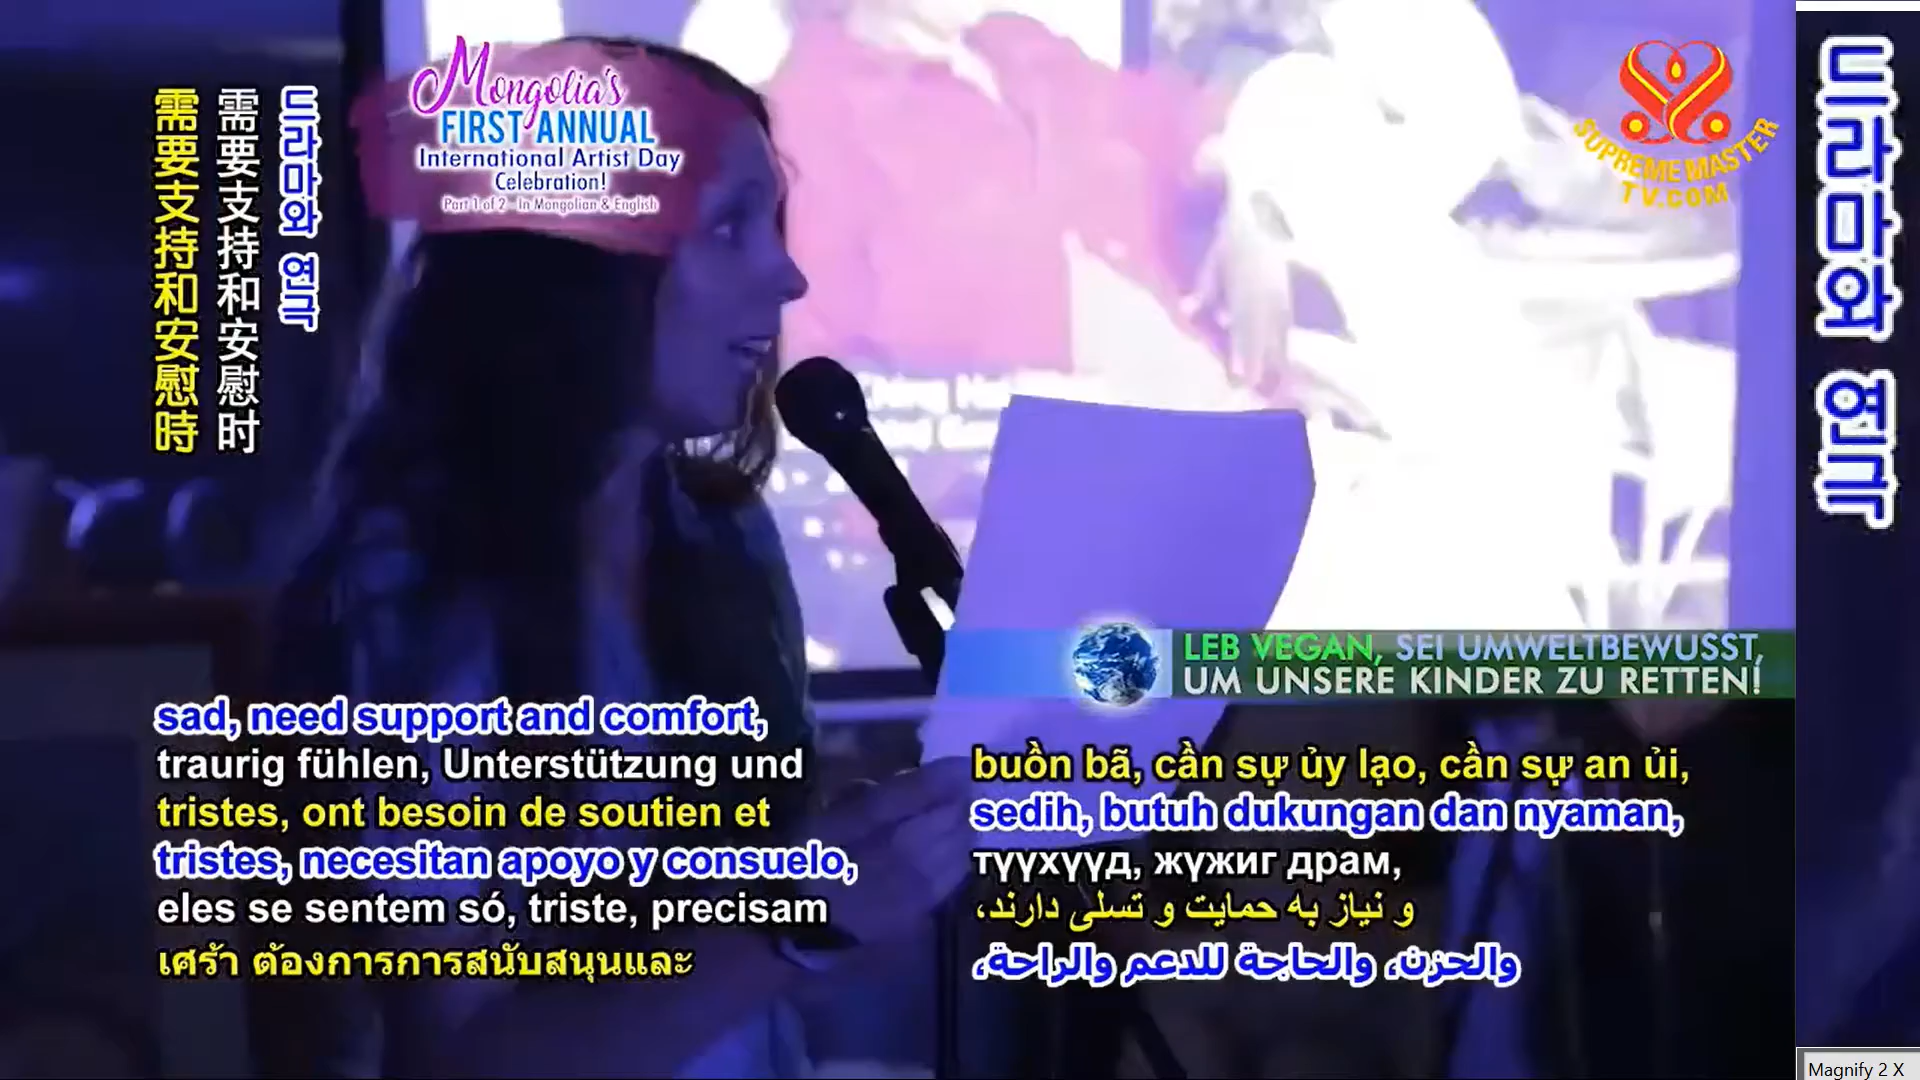 需要支持和安慰時
需要支持和安慰时
드라마와 연극
Mongolia's
FIRST ANNUAL
International Artist Day
Celebration!
Part 1 of 2 - In Mongolian & English
SUPREME MASTER
TV.COM
드라마와 연극
LEB VEGAN, SEI UMWELTBEWUSST,
UM UNSERE KINDER ZU RETTEN!
sad, need support and comfort,
traurig fühlen, Unterstützung und
tristes, ont besoin de soutien et
tristes, necesitan apoyo y consuelo,
eles se sentem só, triste, precisam
เศร้า ต้องการการสนับสนุนและ
buồn bã, cần sự ủy lạo, cần sự an ủi,
sedih, butuh dukungan dan nyaman,
түүхүүд, жүжиг драм,
و نیاز به حمایت و تسلی دارند،
والحزن، والحاجة للدعم والراحة،
Magnify 2 X